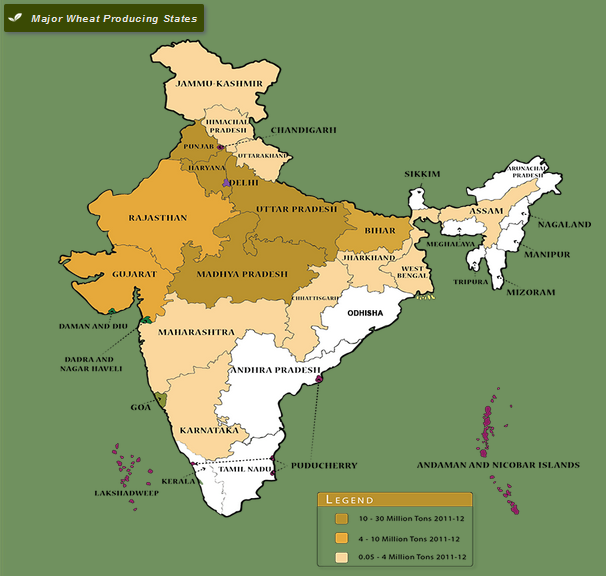 Major Wheat Producing States
JAMMU-KASHMIR
HIMACHAL
PRADESH
CHANDIGARH
PUNJAB
UTTARAKHAND
HARYANA
DELHI
SIKKIM
ARUNACHAL
PRADESH
RAJASTHAN
UTTAR PRADESH
ASSAM
BIHAR
NAGALAND
MEGHALAYA
MANIPUR
GUJARAT
MADHYA PRADESH
JHARKHAND
WEST
BENGAL
TRIPURA
MIZORAM
CHHATTISGARH
DAMAN AND DIU
MAHARASHTRA
ODHISHA
DADRA AND
NAGAR HAVELI
ANDHRA PRADESH
GOA
KARNATAKA
PUDUCHERRY
ANDAMAN AND NICOBAR ISLANDS
TAMIL NADU
KERALA
LAKSHADWEEP
LEGEND
10 - 30 Million Tons 2011-12
4 - 10 Million Tons 2011-12
0.05 - 4 Million Tons 2011-12